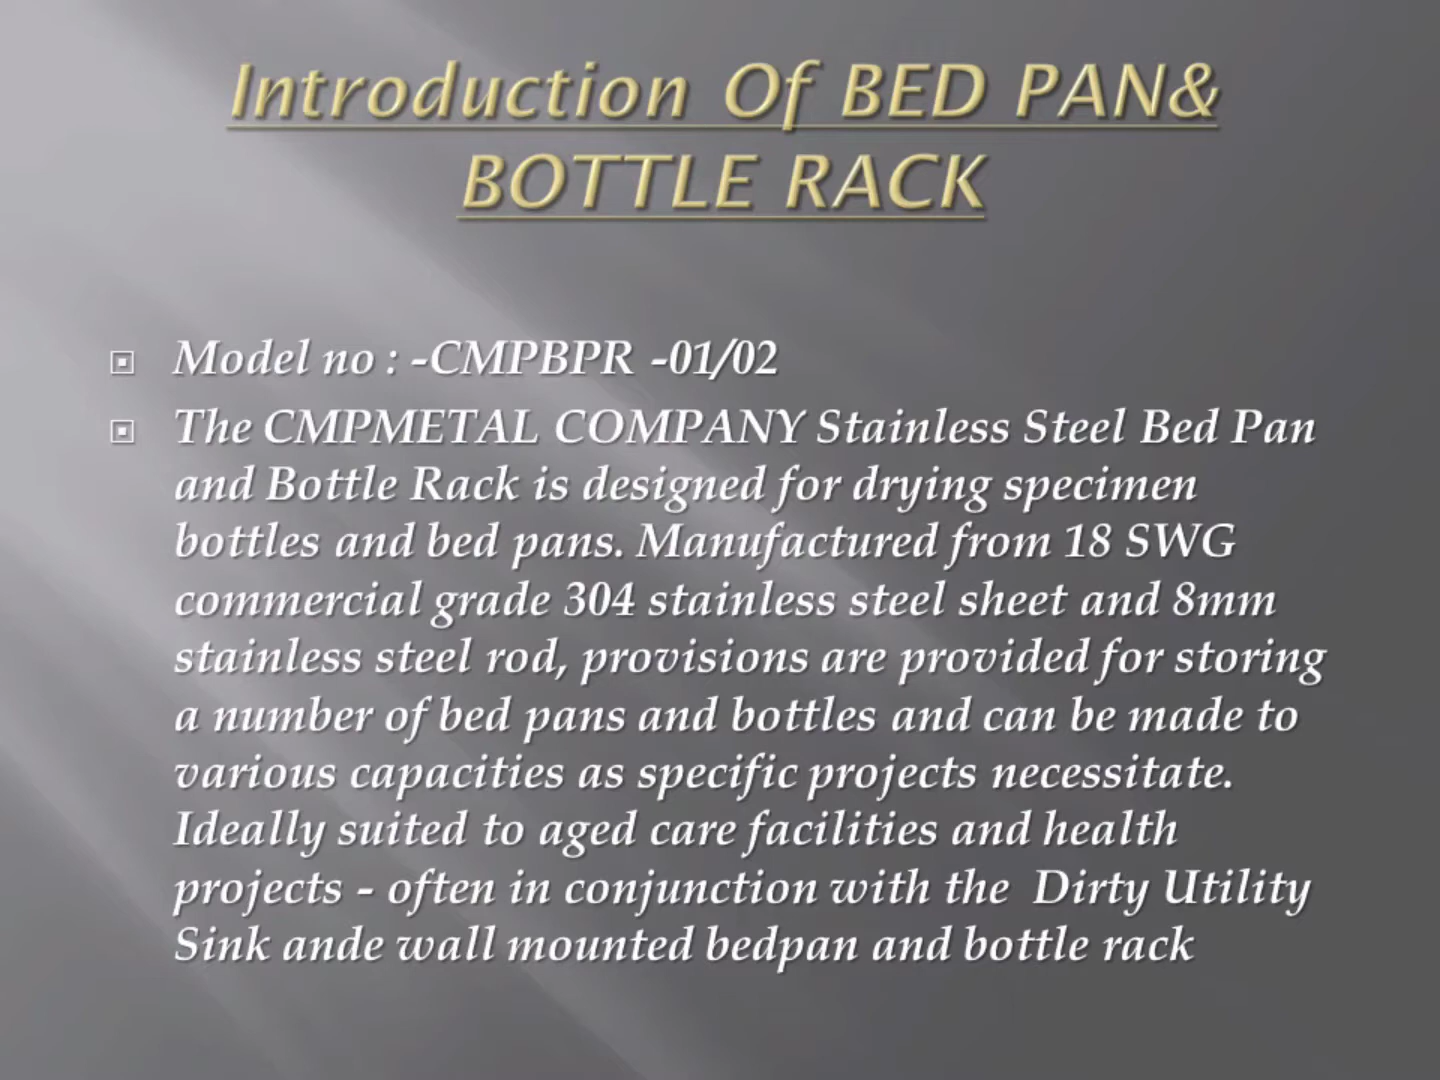 Introduction Of BED PAN&
BOTTLE RACK
Model no : -CMPBPR -01/02
The CMPMETAL COMPANY Stainless Steel Bed Pan
and Bottle Rack is designed for drying specimen
bottles and bed pans. Manufactured from 18 SWG
commercial grade 304 stainless steel sheet and 8mm
stainless steel rod, provisions are provided for storing
a number of bed pans and bottles and can be made to
various capacities as specific projects necessitate.
Ideally suited to aged care facilities and health
projects - often in conjunction with the  Dirty Utility
Sink ande wall mounted bedpan and bottle rack